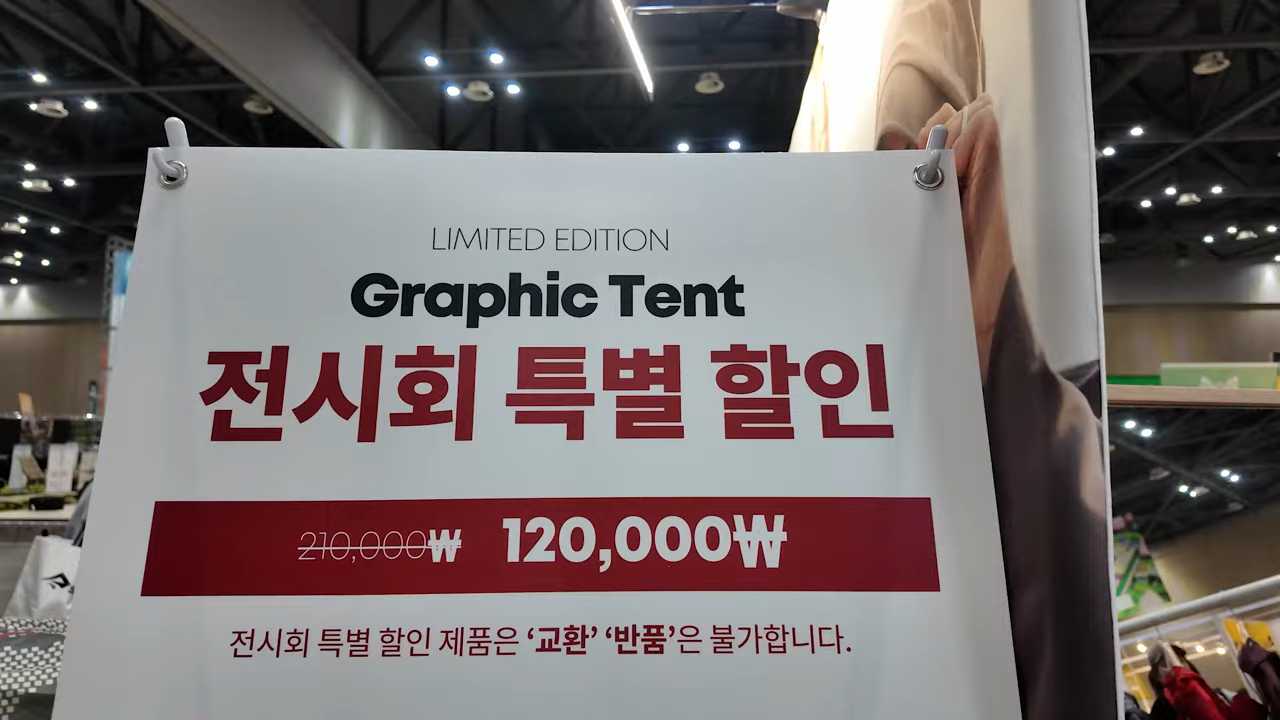 LIMITED EDITION
Graphic Tent
전시회 특별 할인
210,000₩ 120,000₩
전시회 특별 할인 제품은 ‘교환’ ‘반품’은 불가합니다.